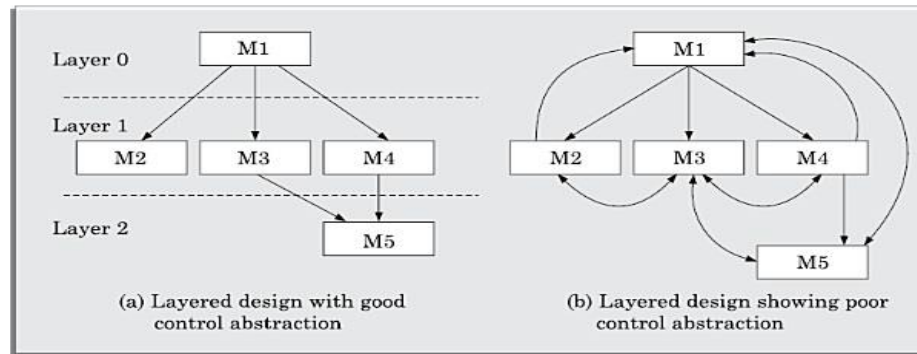 Layer 0
M1
Layer 1
M2 M3 M4
Layer 2
M5
(a) Layered design with good
control abstraction
M1
M2 M3 M4
M5
(b) Layered design showing poor
control abstraction